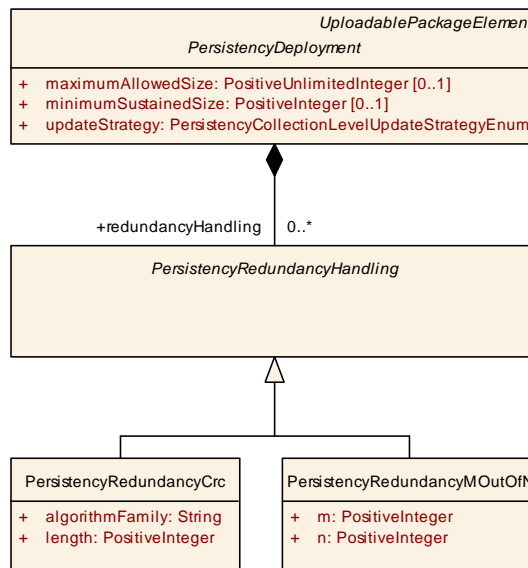 UploadablePackageElemen
PersistencyDeployment
+ maximumAllowedSize: PositiveUnlimitedInteger [0..1]
+ minimumSustainedSize: PositiveInteger [0..1]
+ updateStrategy: PersistencyCollectionLevelUpdateStrategyEnum
+redundancyHandling 0..*
PersistencyRedundancyHandling
PersistencyRedundancyCrc
+ algorithmFamily: String
+ length: PositiveInteger
PersistencyRedundancyMOutOfN
+ m: PositiveInteger
+ n: PositiveInteger